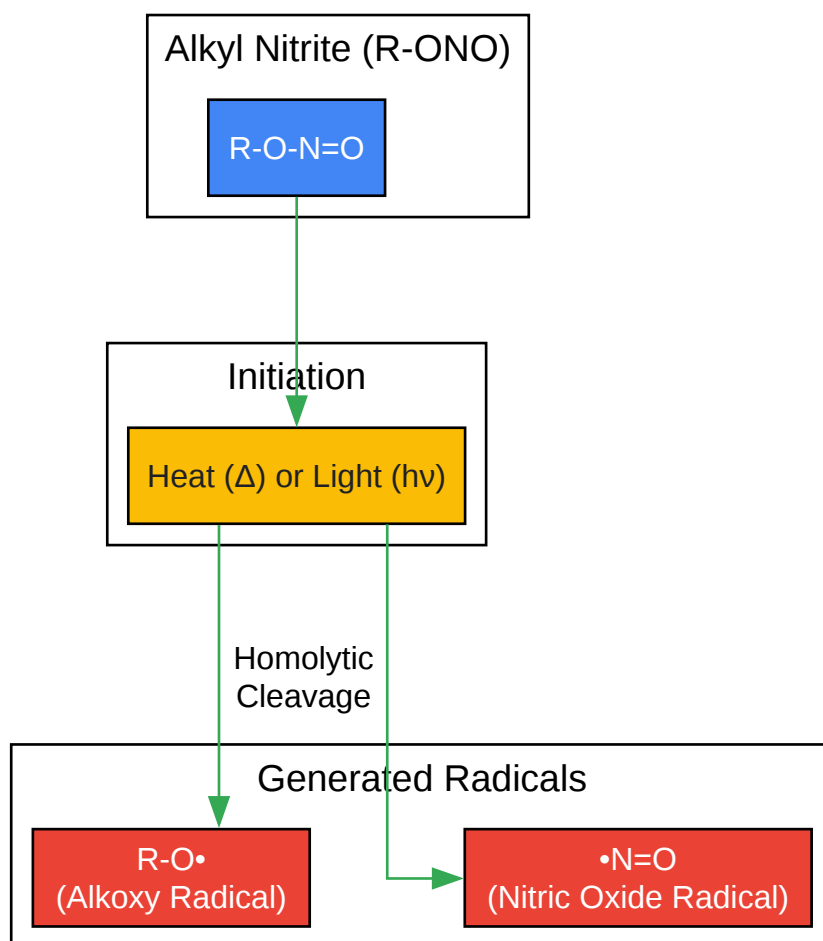 Alkyl Nitrite (R-ONO)
R-O-N=O
Initiation
Heat (Δ) or Light (hν)
Homolytic
Cleavage
Generated Radicals
R-O•
(Alkoxy Radical)
•N=O
(Nitric Oxide Radical)